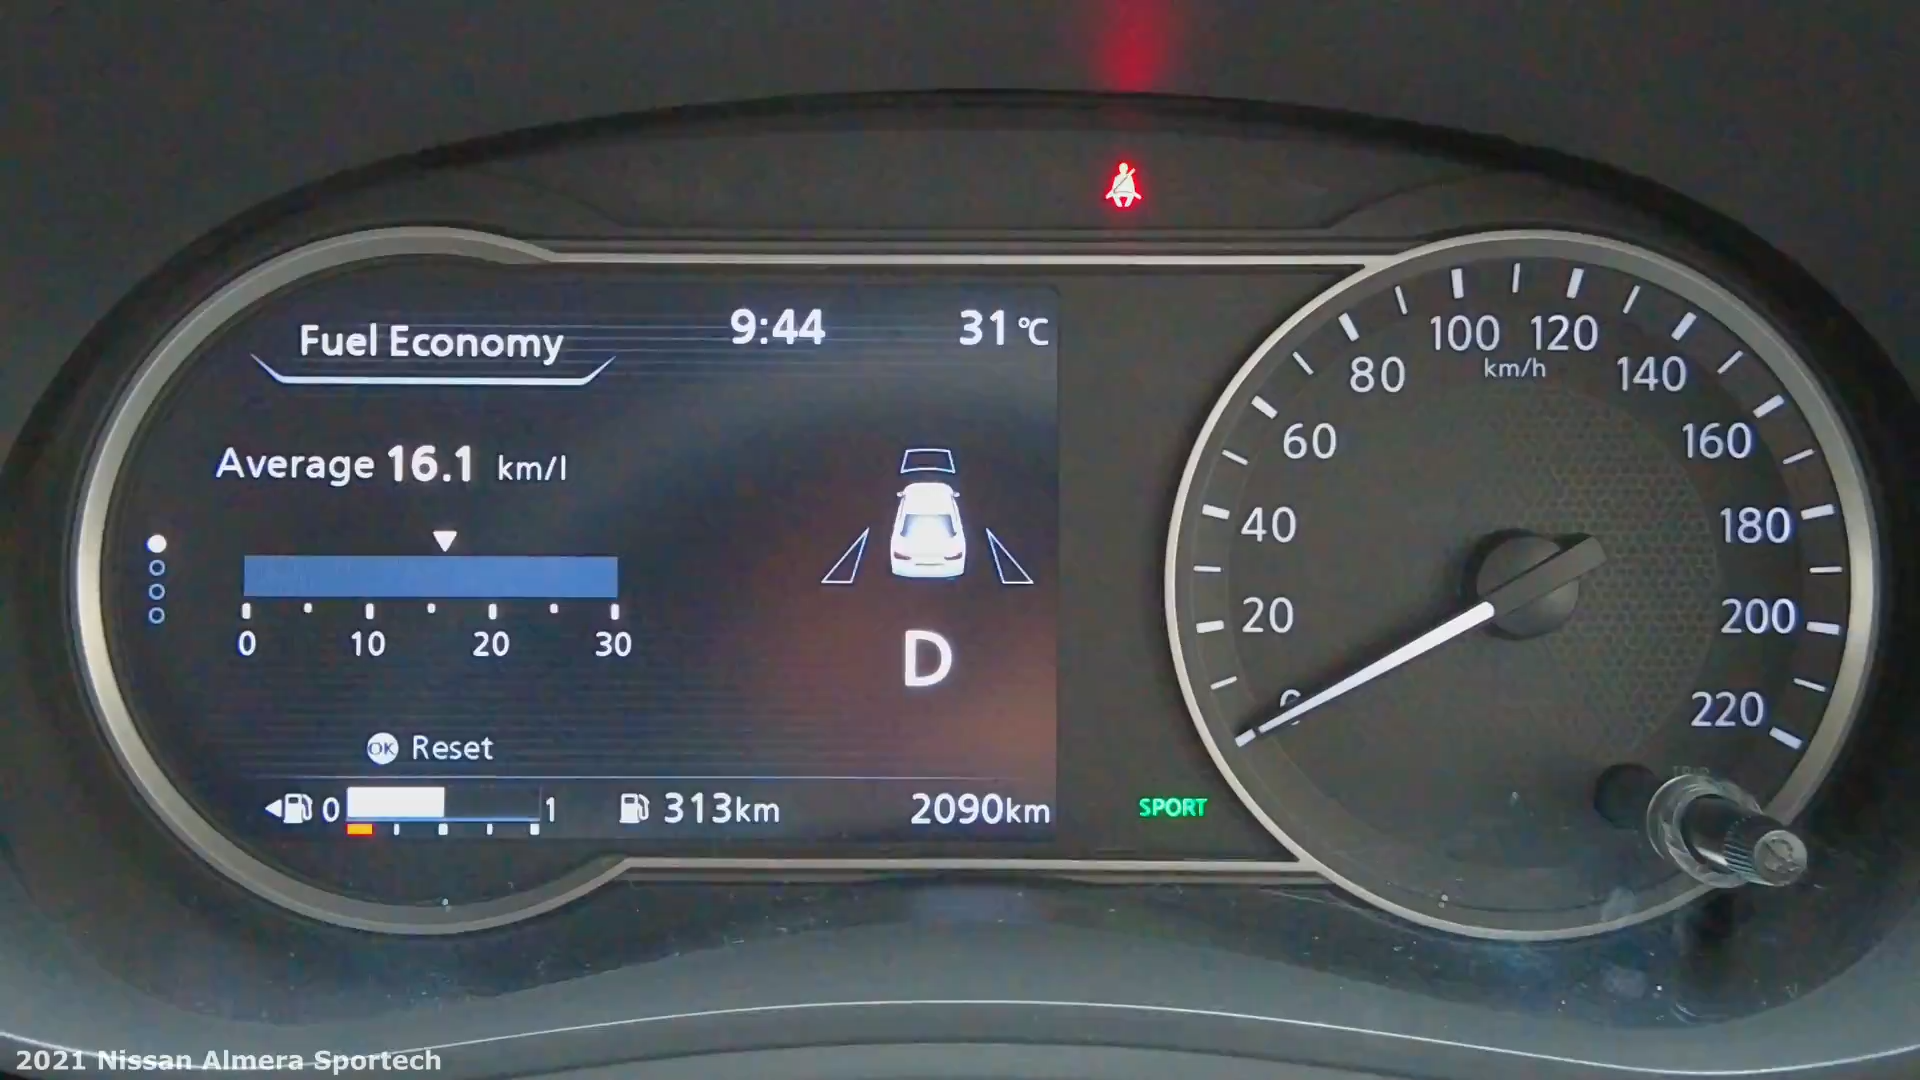 Fuel Economy
9:44
31 °C
Average 16.1 km/l
0 10 20 30
OK Reset
0 1
313km
2090km
SPORT
0
20
40
60
80
100
120
140
160
180
200
220
km/h
2021 Nissan Almera Sportech